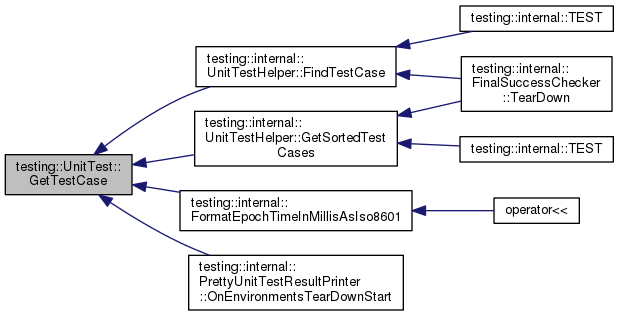 testing::UnitTest::
GetTestCase
testing::internal::
UnitTestHelper::FindTestCase
testing::internal::TEST
testing::internal::
FinalSuccessChecker
::TearDown
testing::internal::
UnitTestHelper::GetSortedTest
Cases
testing::internal::TEST
testing::internal::
FormatEpochTimeInMillisAsIso8601
operator<<
testing::internal::
PrettyUnitTestResultPrinter
::OnEnvironmentsTearDownStart